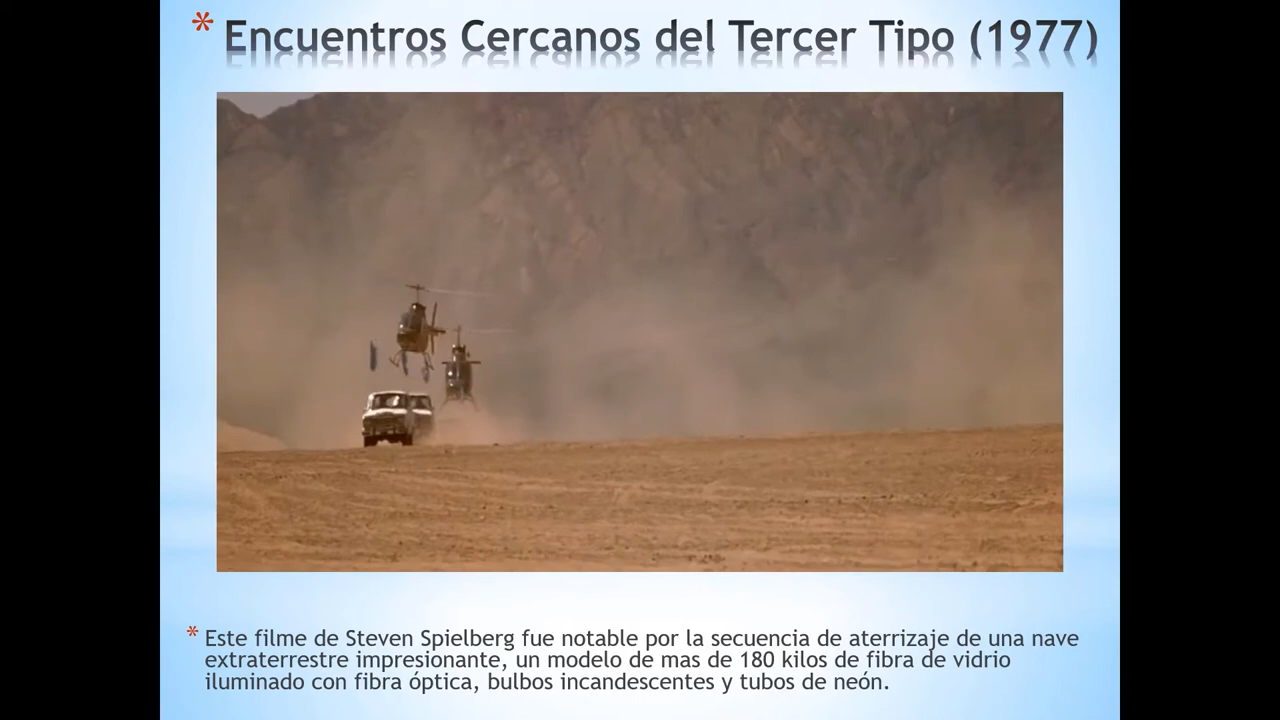 * Encuentros Cercanos del Tercer Tipo (1977)
* Este filme de Steven Spielberg fue notable por la secuencia de aterrizaje de una nave
extraterrestre impresionante, un modelo de mas de 180 kilos de fibra de vidrio
iluminado con fibra óptica, bulbos incandescentes y tubos de neón.